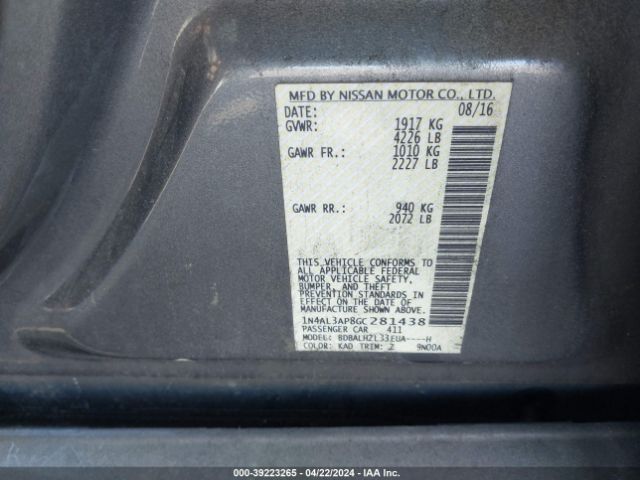 MFD BY NISSAN MOTOR CO., LTD.
DATE: 08/16
GVWR: 1917 KG
4226 LB
GAWR FR.: 1010 KG
2227 LB
GAWR RR.: 940 KG
2072 LB
THIS VEHICLE CONFORMS TO
ALL APPLICABLE FEDERAL
MOTOR VEHICLE SAFETY,
BUMPER, AND THEFT
PREVENTION STANDARDS IN
EFFECT ON THE DATE OF
MANUFACTURE SHOWN ABOVE.
1N4AL3AP8GC281438
PASSENGER CAR 411
MODEL: BDBALHZL33EUA----H
COLOR: KAD TRIM: 2 9N00A
000-39223265 - 04/22/2024 - IAA Inc.